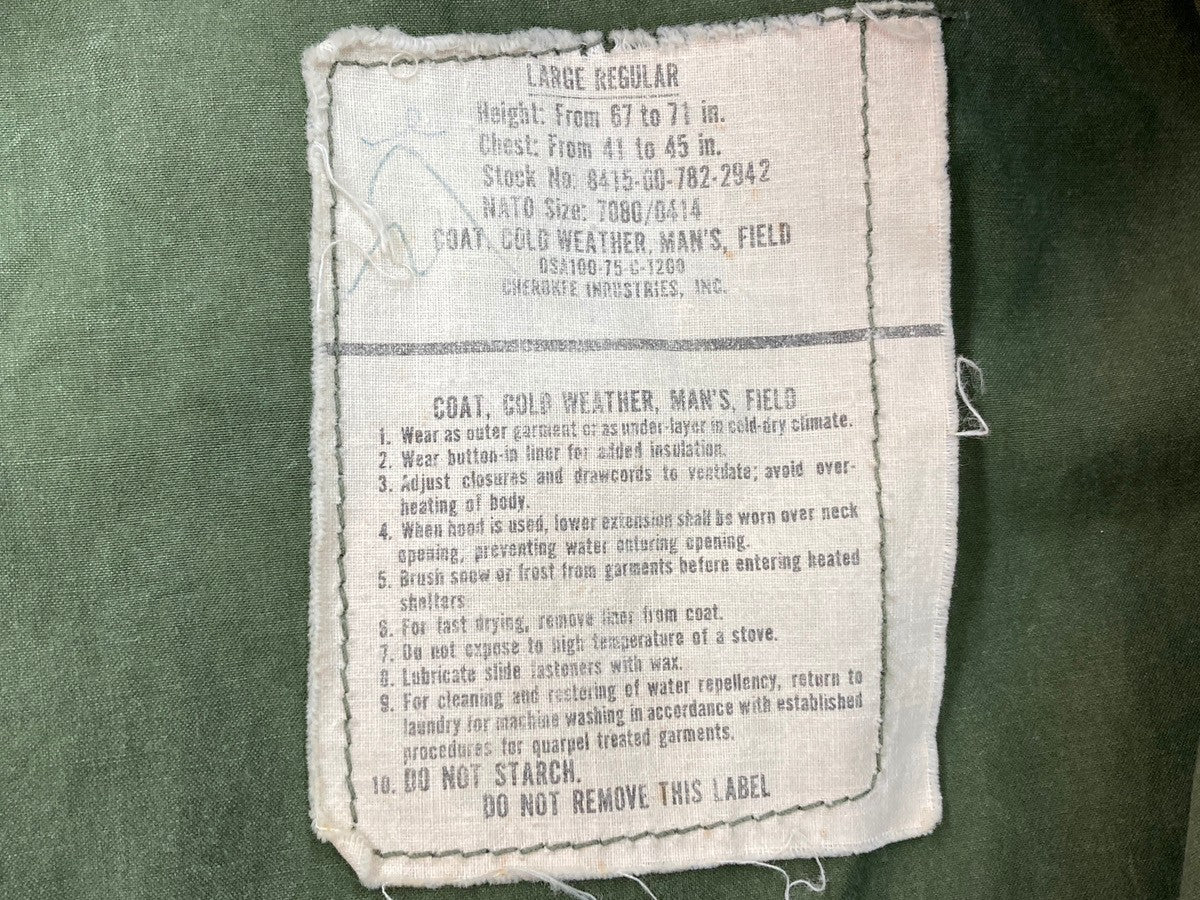 LARGE REGULAR
Height: From 67 to 71 in.
Chest: From 41 to 45 in.
Stock No: 8415-00-782-2942
NATO Size: 7080/0414
COAT, COLD WEATHER, MAN'S, FIELD
DSA100-75-C-1200
CHEROKEE INDUSTRIES, INC.
COAT, COLD WEATHER, MAN'S, FIELD
1. Wear as outer garment or as under-layer in cold-dry climate.
2. Wear button-in liner for added insulation.
3. Adjust closures and drawcords to ventilate; avoid over-
heating of body.
4. When hood is used, lower extension shall be worn over neck
opening, preventing water entering opening.
5. Brush snow or frost from garments before entering heated
shelters
6. For fast drying, remove liner from coat.
7. Do not expose to high temperature of a stove.
8. Lubricate slide fasteners with wax.
9. For cleaning and restoring of water repellency, return to
laundry for machine washing in accordance with established
procedures for quarpel treated garments.
10. DO NOT STARCH.
DO NOT REMOVE THIS LABEL